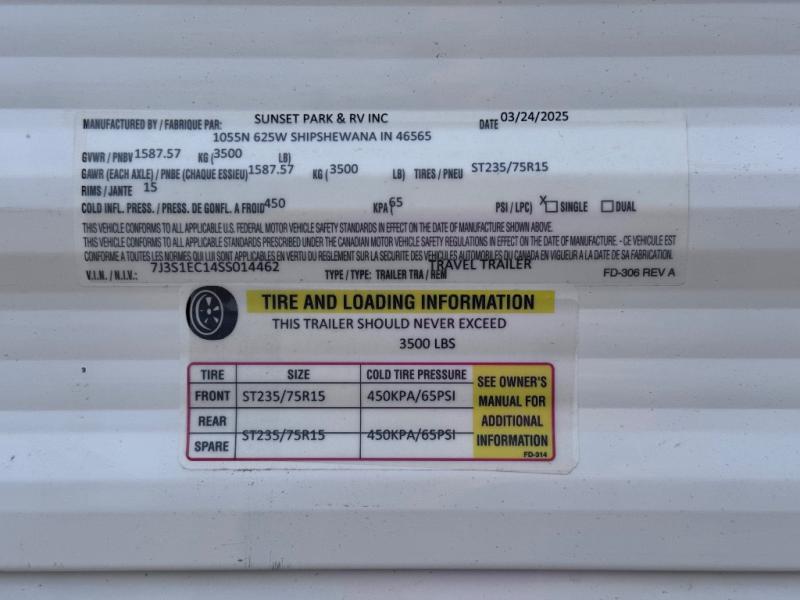 MANUFACTURED BY / FABRIQUE PAR: SUNSET PARK & RV INC DATE 03/24/2025
1055N 625W SHIPSHEWANA IN 46565
GVWR / PNBV 1587.57 KG (3500 LB)
GAWR (EACH AXLE) / PNBE (CHAQUE ESSIEU) 1587.57 KG (3500 LB) TIRES / PNEU ST235/75R15
RIMS / JANTE 15
COLD INFL. PRESS. / PRESS. DE GONFL. A FROID 450 KPA (65 PSI / LPC) X SINGLE DUAL
THIS VEHICLE CONFORMS TO ALL APPLICABLE U.S. FEDERAL MOTOR VEHICLE SAFETY STANDARDS IN EFFECT ON THE DATE OF MANUFACTURE SHOWN ABOVE.
THIS VEHICLE CONFORMS TO ALL APPLICABLE STANDARDS PRESCRIBED UNDER THE CANADIAN MOTOR VEHICLE SAFETY REGULATIONS IN EFFECT ON THE DATE OF MANUFACTURE. - CE VEHICULE EST
CONFORME A TOUTES LES NORMES QUI LUI SONT APPLICABLES EN VERTU DU REGLEMENT SUR LA SECURITE DES VEHICULES AUTOMOBILES DU CANADA EN VIGUEUR A LA DATE DE SA FABRICATION.
V.I.N. / N.I.V.: 7J3S1EC14SS014462 TYPE / TYPE: TRAILER TRA / REM TRAVEL TRAILER FD-306 REV A
TIRE AND LOADING INFORMATION
THIS TRAILER SHOULD NEVER EXCEED
3500 LBS
TIRE SIZE COLD TIRE PRESSURE
FRONT ST235/75R15 450KPA/65PSI
REAR
SPARE ST235/75R15 450KPA/65PSI
SEE OWNER'S
MANUAL FOR
ADDITIONAL
INFORMATION
FD-314